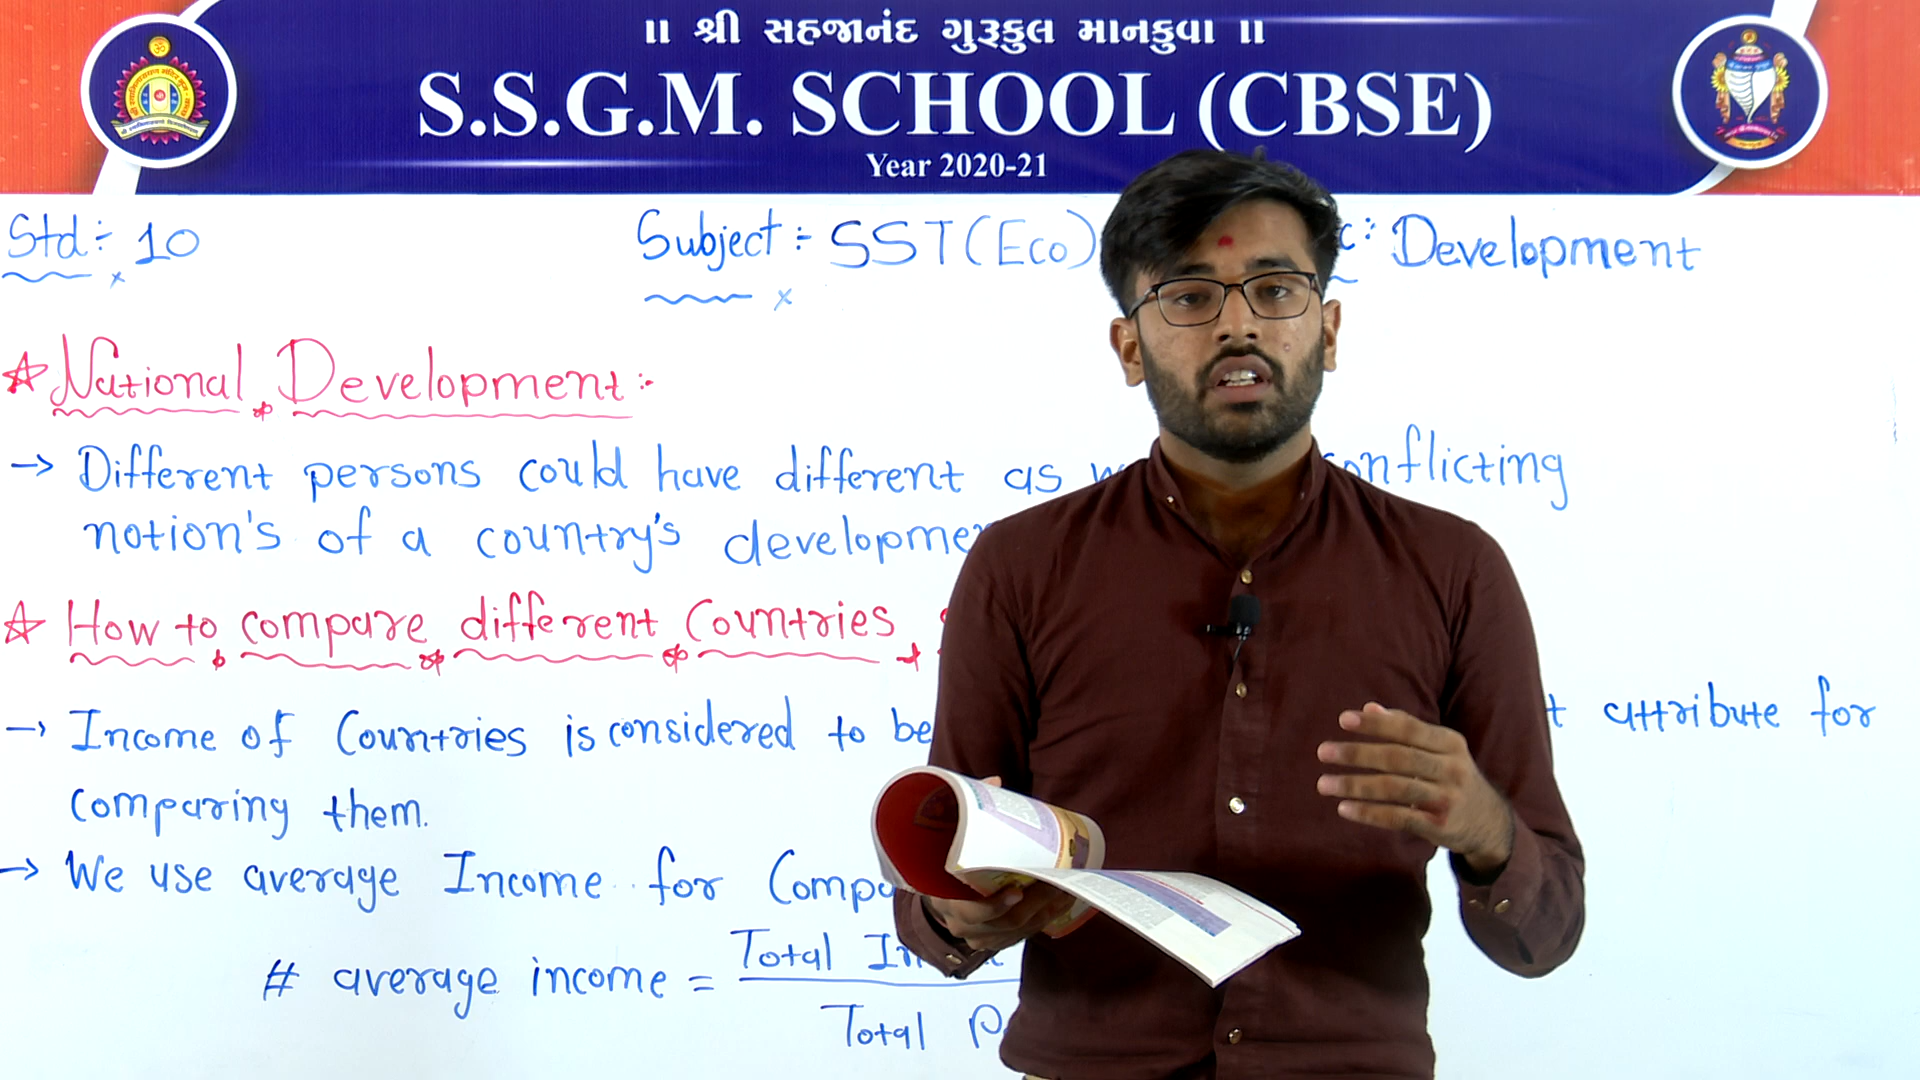 ॥ શ્રી સહજાનંદ ગુરૂકુલ માનકુવા ॥
S.S.G.M. SCHOOL (CBSE)
Year 2020-21
Std :- 10 Subject :- SST (Eco) Development
National Development :-
→ Different persons could have different as conflicting
notion's of a country's
How to compare different Countries
→ Income of Countries is considered to be attribute for
comparing them.
→ We use average Income for
# average income = Total
Total